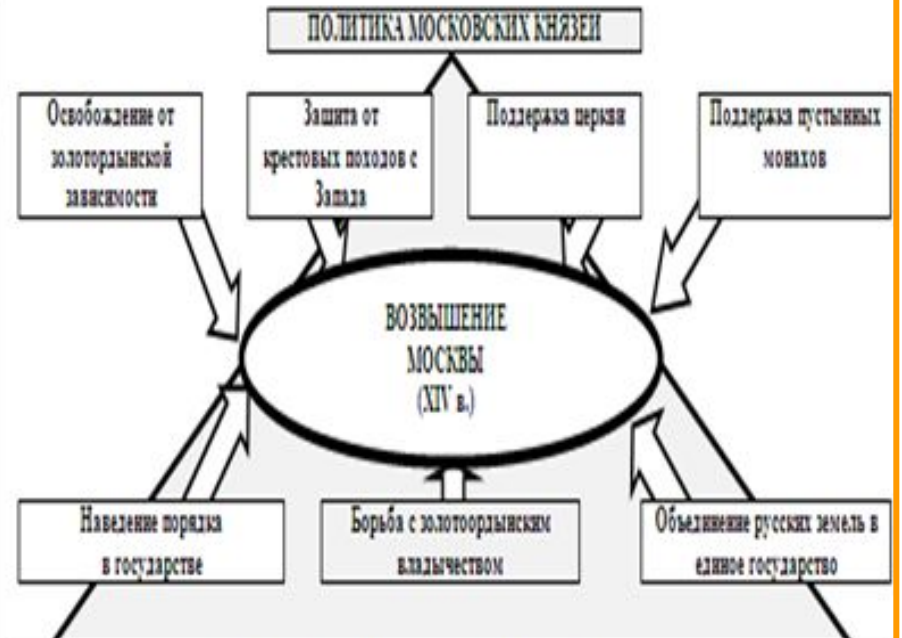 ПОЛИТИКА МОСКОВСКИХ КНЯЗЕЙ
Освобождение от
золотордынской
зависимости
Защита от
крестовых походов с
Запада
Поддержка церкви
Поддержка пустынных
монахов
ВОЗВЫШЕНИЕ
МОСКВЫ
(XIV в.)
Наведение порядка
в государстве
Борьба с золотоордынским
владычеством
Объединение русских земель в
единое государство